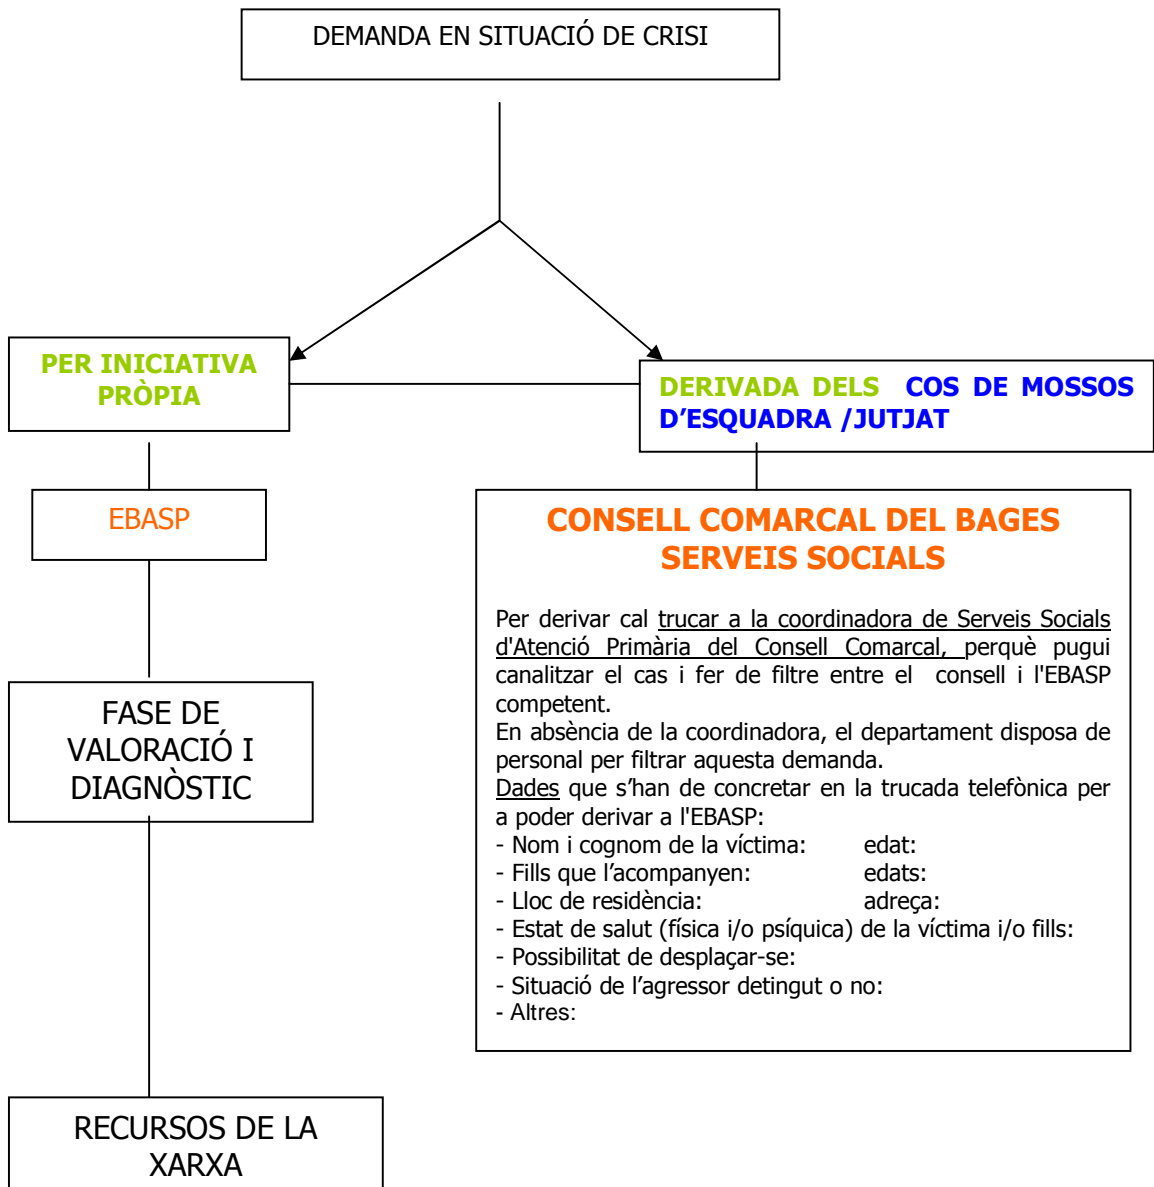 DEMANDA EN SITUACIÓ DE CRISI
PER INICIATIVA
PRÒPIA
DERIVADA DELS COS DE MOSSOS
D’ESQUADRA /JUTJAT
EBASP
CONSELL COMARCAL DEL BAGES
SERVEIS SOCIALS
Per derivar cal trucar a la coordinadora de Serveis Socials
d'Atenció Primària del Consell Comarcal, perquè pugui
canalitzar el cas i fer de filtre entre el consell i l'EBASP
competent.
En absència de la coordinadora, el departament disposa de
personal per filtrar aquesta demanda.
Dades que s’han de concretar en la trucada telefònica per
a poder derivar a l'EBASP:
- Nom i cognom de la víctima: edat:
- Fills que l’acompanyen: edats:
- Lloc de residència: adreça:
- Estat de salut (física i/o psíquica) de la víctima i/o fills:
- Possibilitat de desplaçar-se:
- Situació de l’agressor detingut o no:
- Altres:
FASE DE
VALORACIÓ I
DIAGNÒSTIC
RECURSOS DE LA
XARXA